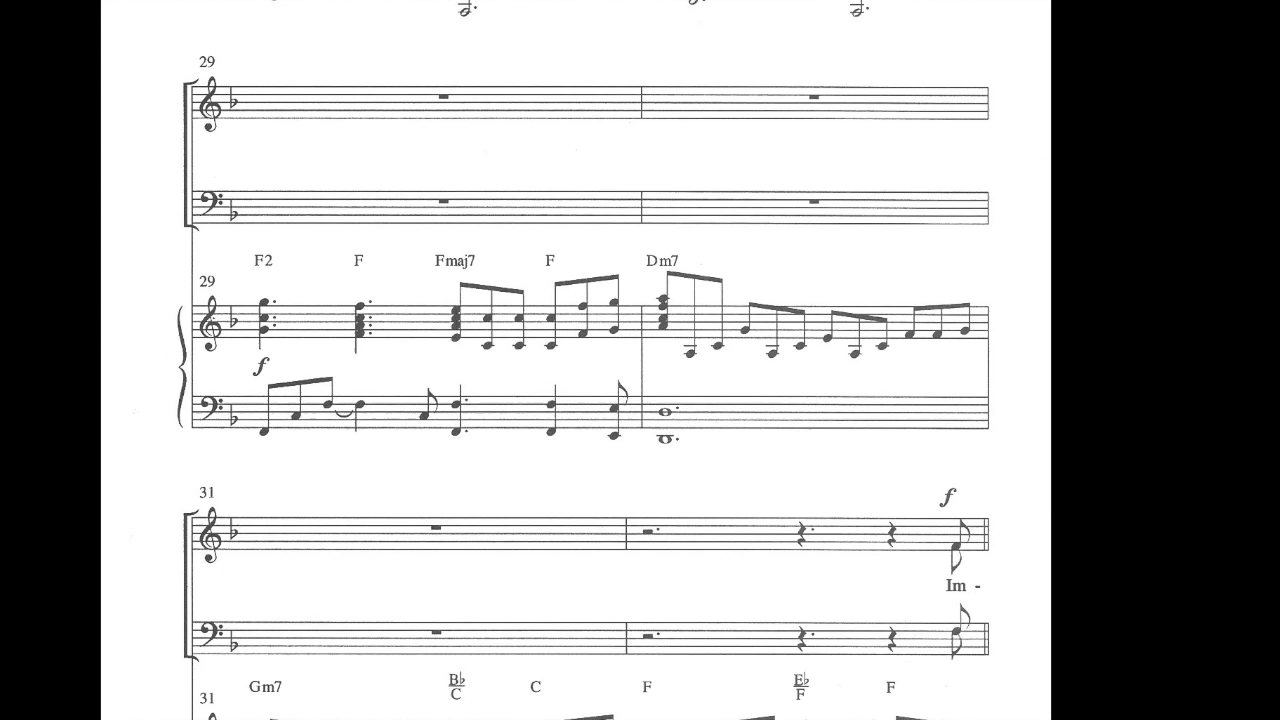 29
F2 F Fmaj7 F Dm7
29
f
31
f
Im -
Gm7 B♭/C C F E♭/F F
31